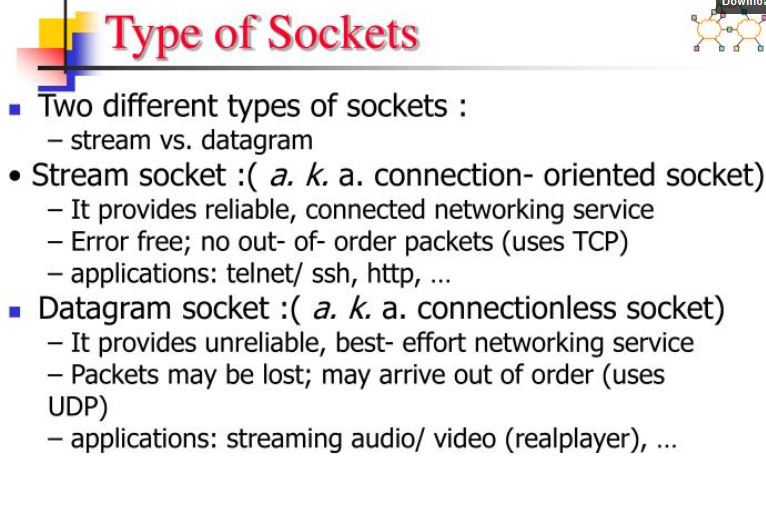 Type of Sockets
Two different types of sockets :
– stream vs. datagram
• Stream socket :( a. k. a. connection- oriented socket)
– It provides reliable, connected networking service
– Error free; no out- of- order packets (uses TCP)
– applications: telnet/ ssh, http, …
Datagram socket :( a. k. a. connectionless socket)
– It provides unreliable, best- effort networking service
– Packets may be lost; may arrive out of order (uses
UDP)
– applications: streaming audio/ video (realplayer), …